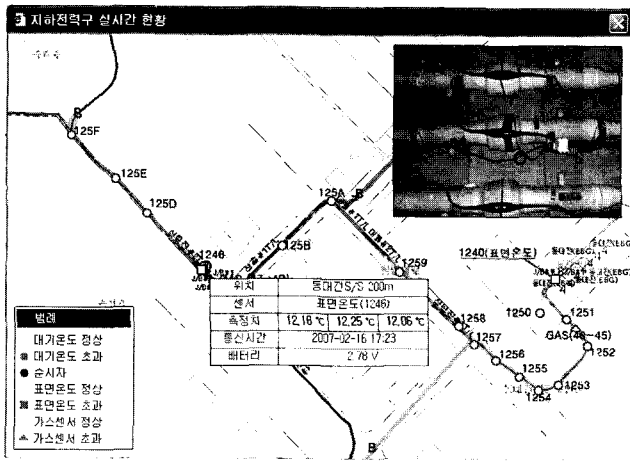 지하전력구 실시간 현황
125F
125E
125D
125A
B
125B
1246
1259
1240(표면온도)
1250
1251
GAS(46~45)
1252
1258
1257
1256
1255
1254
1253
B
위치 동대전S/S 300m
센서 표면온도(1246)
측정치 12,18 ℃ 12,25 ℃ 12,06 ℃
통신시간 2007-02-16 17:23
배터리 2.78 V
범례
대기온도 정상
대기온도 초과
순시자
표면온도 정상
표면온도 초과
가스센서 정상
가스센서 초과